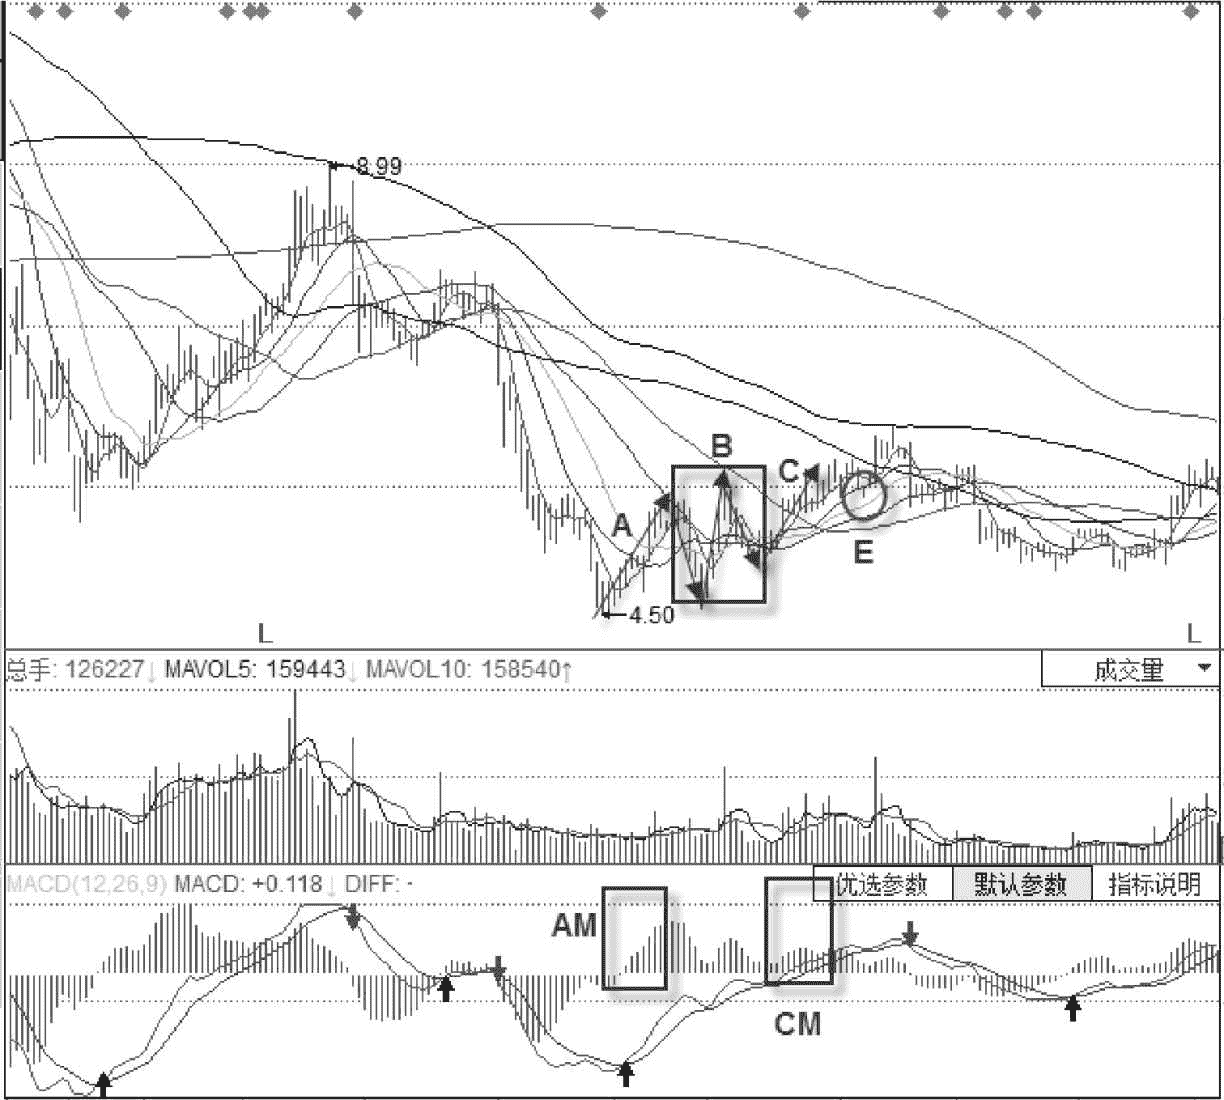 8.99
B
C
A
E
4.50
L L
总手: 126227↓ MAVOL5: 159443↓ MAVOL10: 158540↑ 成交量
MACD(12,26,9) MACD: +0.118↓ DIFF: - 优选参数 默认参数 指标说明
AM
CM